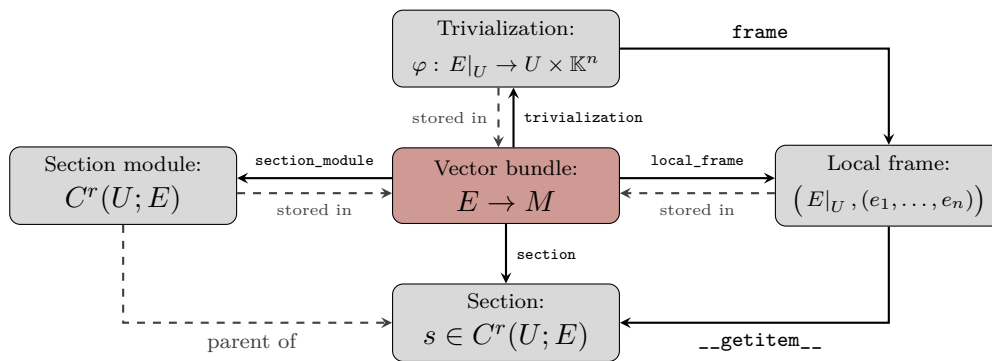 Trivialization:
φ : E|_U → U × 𝕂^n
frame
stored in
trivialization
Section module:
C^r(U; E)
section_module
stored in
Vector bundle:
E → M
local_frame
stored in
Local frame:
(E|_U , (e_1, . . . , e_n))
section
Section:
s ∈ C^r(U; E)
parent of
__getitem__